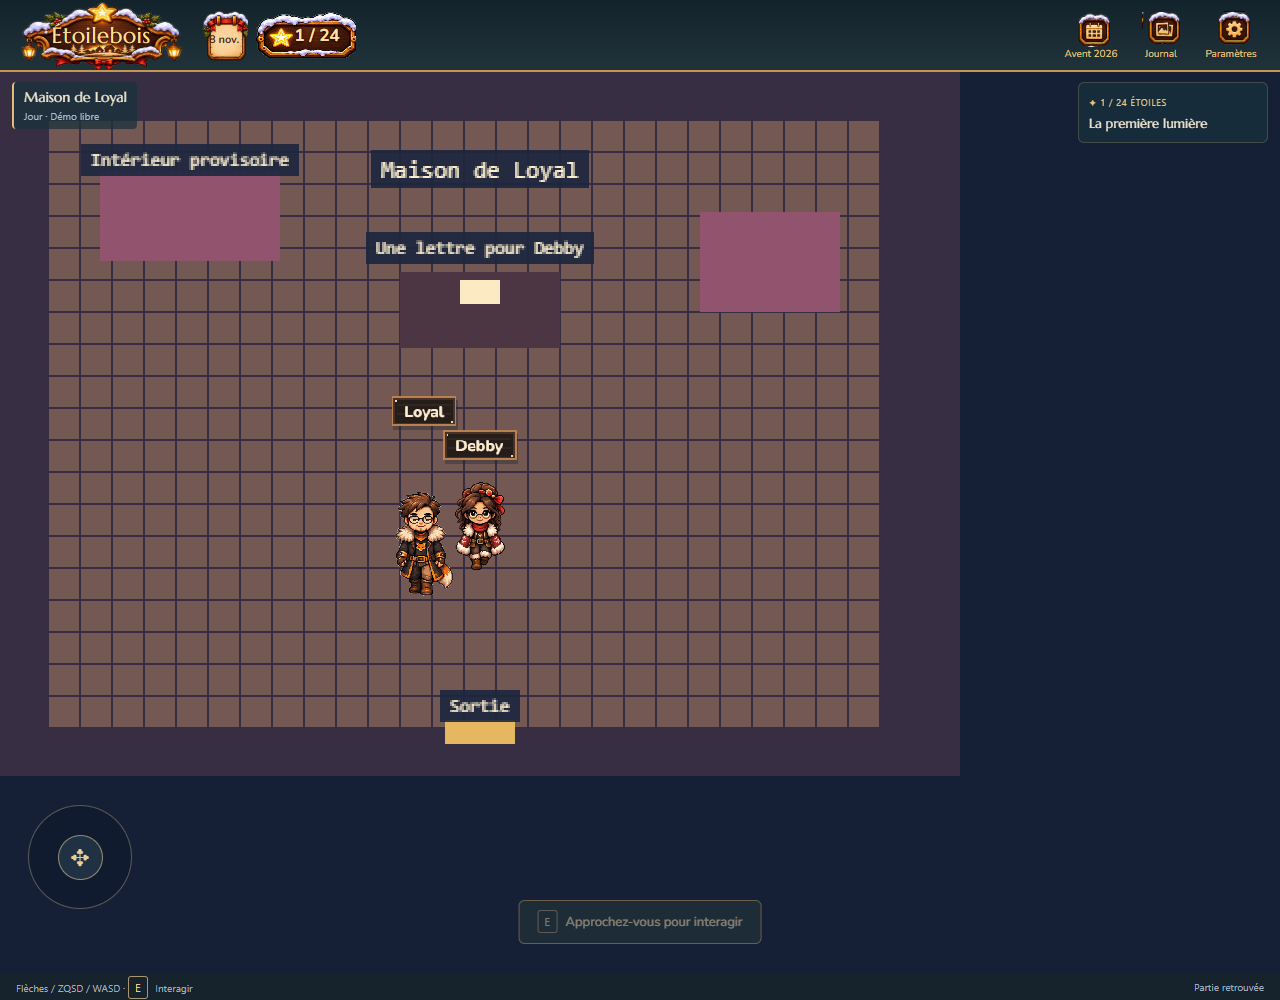 Étoilebois
8 nov.
1 / 24
Avent 2026
Journal
Paramètres
Maison de Loyal
Jour · Démo libre
✦ 1 / 24 ÉTOILES
La première lumière
Intérieur provisoire
Maison de Loyal
Une lettre pour Debby
Loyal
Debby
Sortie
E Approchez-vous pour interagir
Flèches / ZQSD / WASD · E Interagir
Partie retrouvée